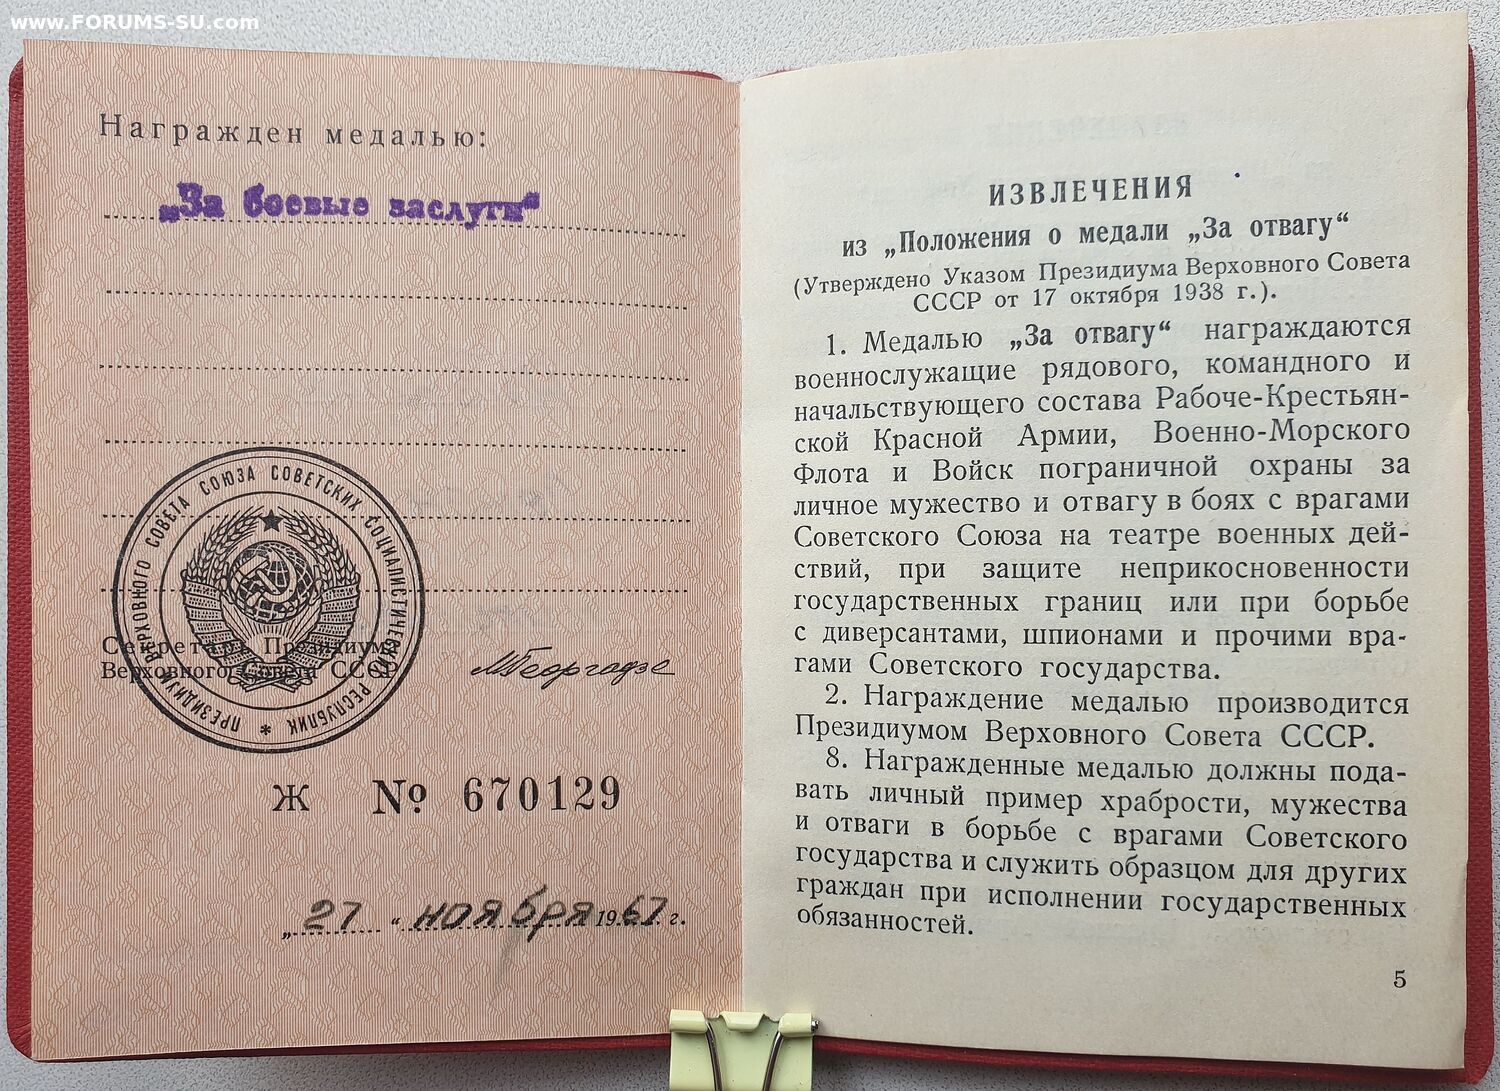 www.FORUMS-SU.com
Награжден медалью:
„За боевые заслуги“
ПРЕЗИДИУМ ВЕРХОВНОГО СОВЕТА СОЮЗА СОВЕТСКИХ СОЦИАЛИСТИЧЕСКИХ РЕСПУБЛИК *
Секретарь Президиума
Верховного Совета СССР
МГеоргадзе
Ж № 670129
„27“ ноября 1967 г.
ИЗВЛЕЧЕНИЯ
из „Положения о медали „За отвагу“
(Утверждено Указом Президиума Верховного Совета
СССР от 17 октября 1938 г.).
1. Медалью „За отвагу“ награждаются
военнослужащие рядового, командного и
начальствующего состава Рабоче-Крестьян-
ской Красной Армии, Военно-Морского
Флота и Войск пограничной охраны за
личное мужество и отвагу в боях с врагами
Советского Союза на театре военных дей-
ствий, при защите неприкосновенности
государственных границ или при борьбе
с диверсантами, шпионами и прочими вра-
гами Советского государства.
2. Награждение медалью производится
Президиумом Верховного Совета СССР.
8. Награжденные медалью должны пода-
вать личный пример храбрости, мужества
и отваги в борьбе с врагами Советского
государства и служить образцом для других
граждан при исполнении государственных
обязанностей.
5